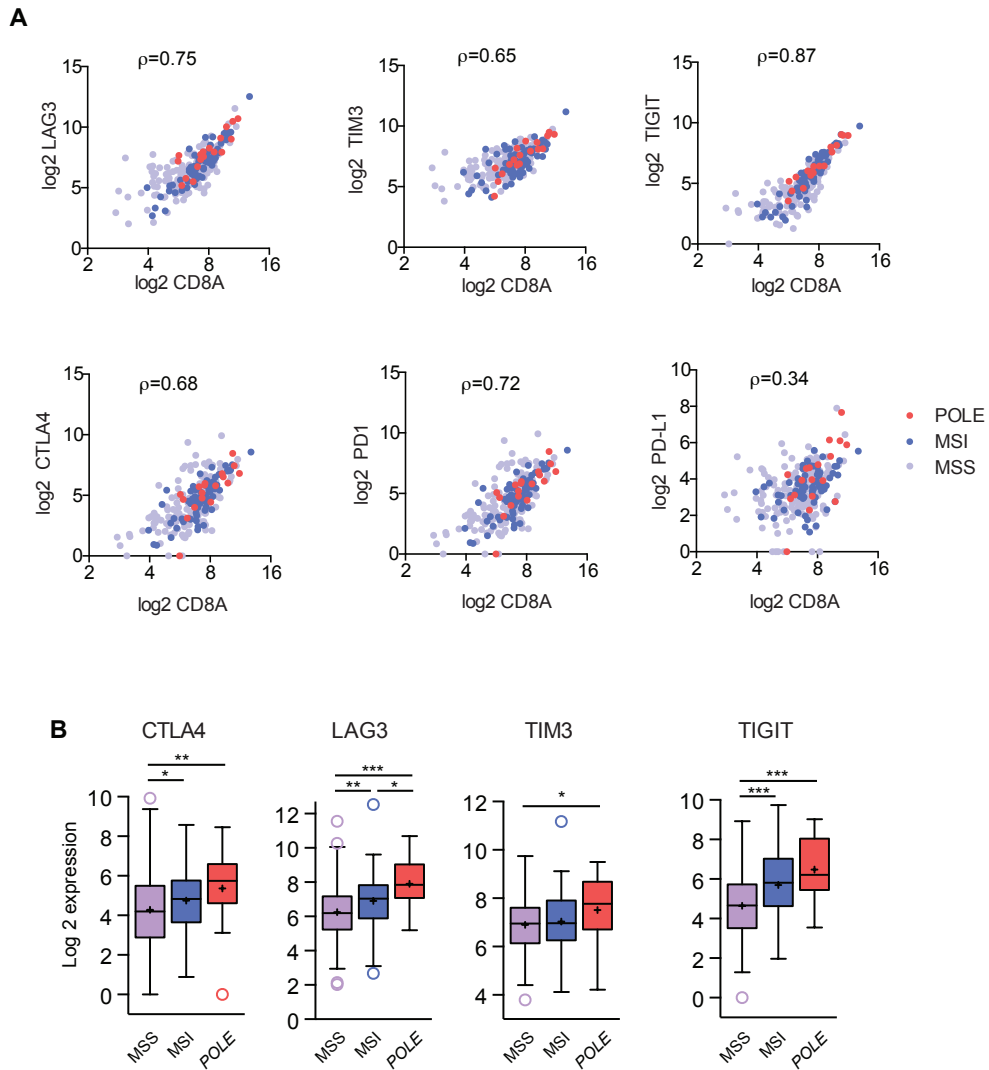 A
ρ=0.75
ρ=0.65
ρ=0.87
15
10
5
0
log2 LAG3
2 4 8 16
log2 CD8A
15
10
5
0
log2 TIM3
2 4 8 16
log2 CD8A
15
10
5
0
log2 TIGIT
2 4 8 16
log2 CD8A
ρ=0.68
ρ=0.72
ρ=0.34
15
10
5
0
log2 CTLA4
2 4 8 16
log2 CD8A
15
10
5
0
log2 PD1
2 4 8 16
log2 CD8A
10
8
6
4
2
0
log2 PD-L1
2 4 8 16
log2 CD8A
POLE
MSI
MSS
B
CTLA4
LAG3
TIM3
TIGIT
Log 2 expression
**
*
10
8
6
4
2
0
MSS MSI POLE
***
** *
12
10
8
6
4
2
0
MSS MSI POLE
*
12
10
8
6
4
MSS MSI POLE
***
***
10
8
6
4
2
0
MSS MSI POLE